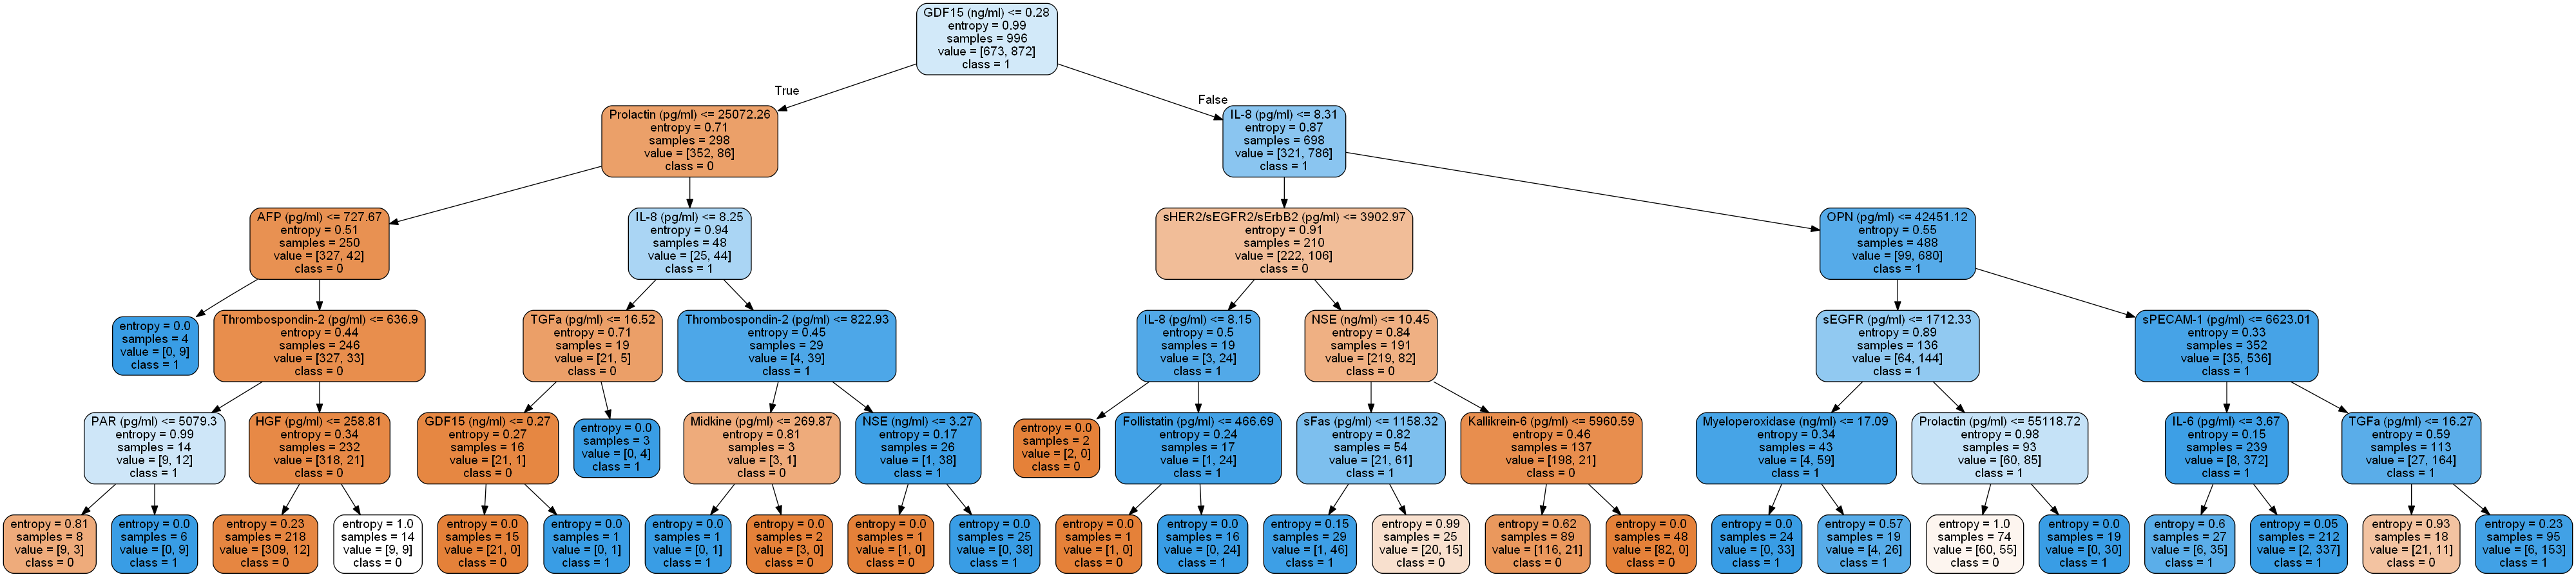 GDF15 (ng/ml) <= 0.28
entropy = 0.99
samples = 996
value = [673, 872]
class = 1
True
False
Prolactin (pg/ml) <= 25072.26
entropy = 0.71
samples = 298
value = [352, 86]
class = 0
IL-8 (pg/ml) <= 8.31
entropy = 0.87
samples = 698
value = [321, 786]
class = 1
AFP (pg/ml) <= 727.67
entropy = 0.51
samples = 250
value = [327, 42]
class = 0
IL-8 (pg/ml) <= 8.25
entropy = 0.94
samples = 48
value = [25, 44]
class = 1
sHER2/sEGFR2/sErbB2 (pg/ml) <= 3902.97
entropy = 0.91
samples = 210
value = [222, 106]
class = 0
OPN (pg/ml) <= 42451.12
entropy = 0.55
samples = 488
value = [99, 680]
class = 1
entropy = 0.0
samples = 4
value = [0, 9]
class = 1
Thrombospondin-2 (pg/ml) <= 636.9
entropy = 0.44
samples = 246
value = [327, 33]
class = 0
TGFa (pg/ml) <= 16.52
entropy = 0.71
samples = 19
value = [21, 5]
class = 0
Thrombospondin-2 (pg/ml) <= 822.93
entropy = 0.45
samples = 29
value = [4, 39]
class = 1
IL-8 (pg/ml) <= 8.15
entropy = 0.5
samples = 19
value = [3, 24]
class = 1
NSE (ng/ml) <= 10.45
entropy = 0.84
samples = 191
value = [219, 82]
class = 0
sEGFR (pg/ml) <= 1712.33
entropy = 0.89
samples = 136
value = [64, 144]
class = 1
sPECAM-1 (pg/ml) <= 6623.01
entropy = 0.33
samples = 352
value = [35, 536]
class = 1
PAR (pg/ml) <= 5079.3
entropy = 0.99
samples = 14
value = [9, 12]
class = 1
HGF (pg/ml) <= 258.81
entropy = 0.34
samples = 232
value = [318, 21]
class = 0
GDF15 (ng/ml) <= 0.27
entropy = 0.27
samples = 16
value = [21, 1]
class = 0
entropy = 0.0
samples = 3
value = [0, 4]
class = 1
Midkine (pg/ml) <= 269.87
entropy = 0.81
samples = 3
value = [3, 1]
class = 0
NSE (ng/ml) <= 3.27
entropy = 0.17
samples = 26
value = [1, 38]
class = 1
entropy = 0.0
samples = 2
value = [2, 0]
class = 0
Follistatin (pg/ml) <= 466.69
entropy = 0.24
samples = 17
value = [1, 24]
class = 1
sFas (pg/ml) <= 1158.32
entropy = 0.82
samples = 54
value = [21, 61]
class = 1
Kallikrein-6 (pg/ml) <= 5960.59
entropy = 0.46
samples = 137
value = [198, 21]
class = 0
Myeloperoxidase (ng/ml) <= 17.09
entropy = 0.34
samples = 43
value = [4, 59]
class = 1
Prolactin (pg/ml) <= 55118.72
entropy = 0.98
samples = 93
value = [60, 85]
class = 1
IL-6 (pg/ml) <= 3.67
entropy = 0.15
samples = 239
value = [8, 372]
class = 1
TGFa (pg/ml) <= 16.27
entropy = 0.59
samples = 113
value = [27, 164]
class = 1
entropy = 0.81
samples = 8
value = [9, 3]
class = 0
entropy = 0.0
samples = 6
value = [0, 9]
class = 1
entropy = 0.23
samples = 218
value = [309, 12]
class = 0
entropy = 1.0
samples = 14
value = [9, 9]
class = 0
entropy = 0.0
samples = 15
value = [21, 0]
class = 0
entropy = 0.0
samples = 1
value = [0, 1]
class = 1
entropy = 0.0
samples = 1
value = [0, 1]
class = 1
entropy = 0.0
samples = 2
value = [3, 0]
class = 0
entropy = 0.0
samples = 1
value = [1, 0]
class = 0
entropy = 0.0
samples = 25
value = [0, 38]
class = 1
entropy = 0.0
samples = 1
value = [1, 0]
class = 0
entropy = 0.0
samples = 16
value = [0, 24]
class = 1
entropy = 0.15
samples = 29
value = [1, 46]
class = 1
entropy = 0.99
samples = 25
value = [20, 15]
class = 0
entropy = 0.62
samples = 89
value = [116, 21]
class = 0
entropy = 0.0
samples = 48
value = [82, 0]
class = 0
entropy = 0.0
samples = 24
value = [0, 33]
class = 1
entropy = 0.57
samples = 19
value = [4, 26]
class = 1
entropy = 1.0
samples = 74
value = [60, 55]
class = 0
entropy = 0.0
samples = 19
value = [0, 30]
class = 1
entropy = 0.6
samples = 27
value = [6, 35]
class = 1
entropy = 0.05
samples = 212
value = [2, 337]
class = 1
entropy = 0.93
samples = 18
value = [21, 11]
class = 0
entropy = 0.23
samples = 95
value = [6, 153]
class = 1